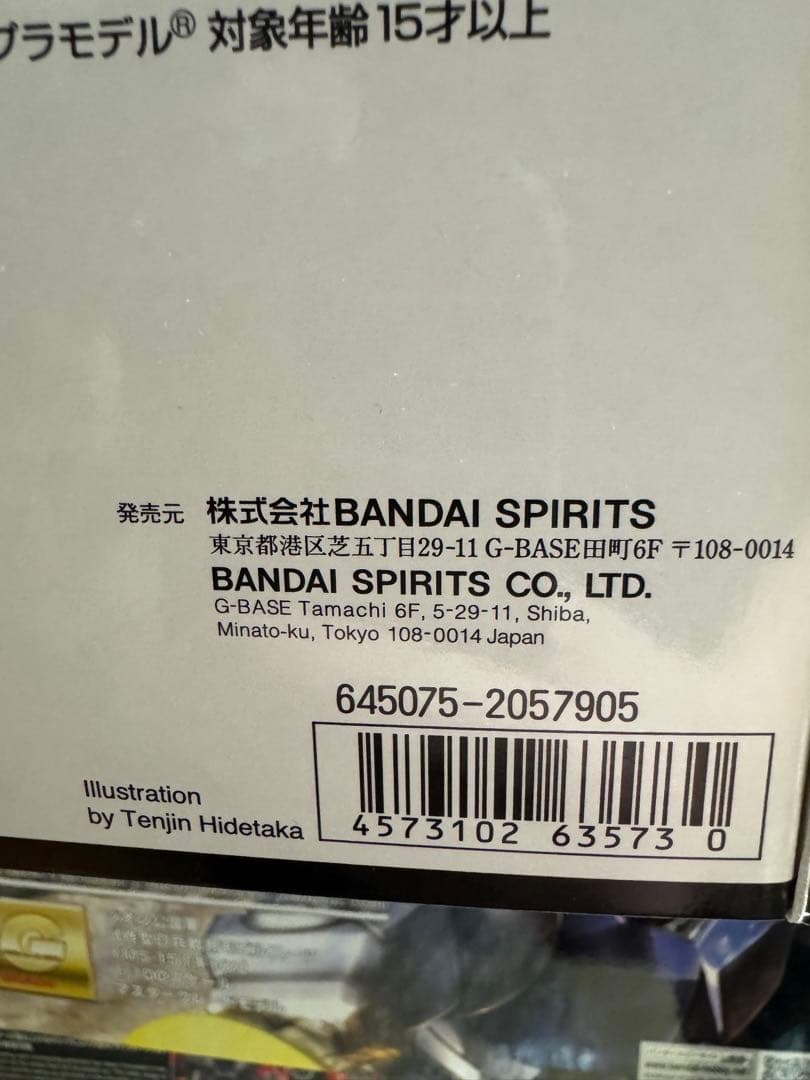 プラモデル® 対象年齢15才以上
発売元 株式会社BANDAI SPIRITS
東京都港区芝五丁目29-11 G-BASE田町6F 〒108-0014
BANDAI SPIRITS CO., LTD.
G-BASE Tamachi 6F, 5-29-11, Shiba,
Minato-ku, Tokyo 108-0014 Japan
645075-2057905
Illustration
by Tenjin Hidetaka
4573102 63573 0